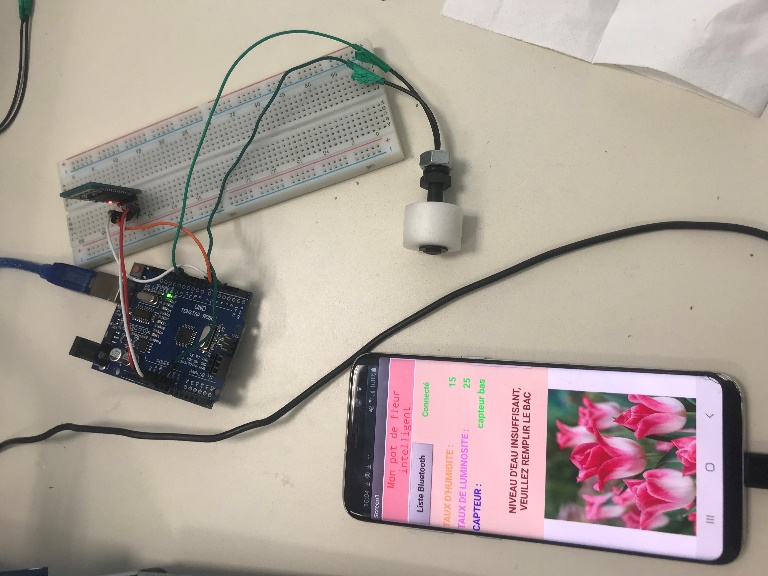 Screen1
Mon pot de fleur
intelligent
Liste Bluetooth
Connecté
TAUX D'HUMIDITE :
15
TAUX DE LUMINOSITE :
25
CAPTEUR :
capteur bas
NIVEAU D'EAU INSUFFISANT,
VEUILLEZ REMPLIR LE BAC